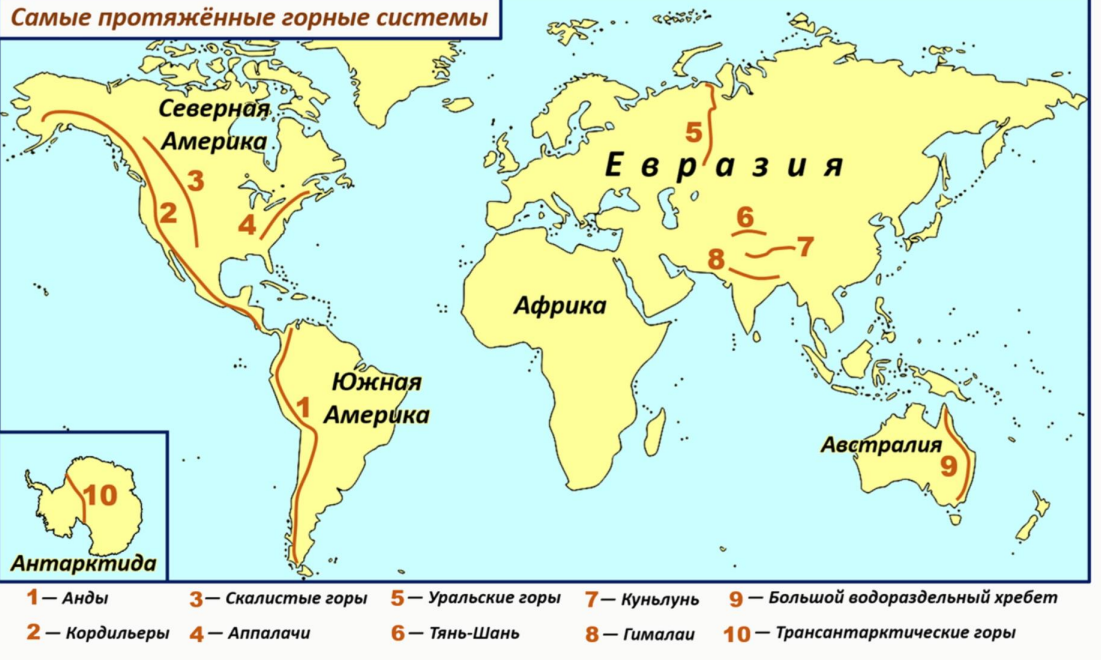 Самые протяжённые горные системы
Северная
Америка
3
2
4
5
Евразия
6
7
8
Африка
Южная
Америка
1
Австралия
9
10
Антарктида
1 — Анды
3 — Скалистые горы
5 — Уральские горы
7 — Куньлунь
9 — Большой водораздельный хребет
2 — Кордильеры
4 — Аппалачи
6 — Тянь-Шань
8 — Гималаи
10 — Трансантарктические горы